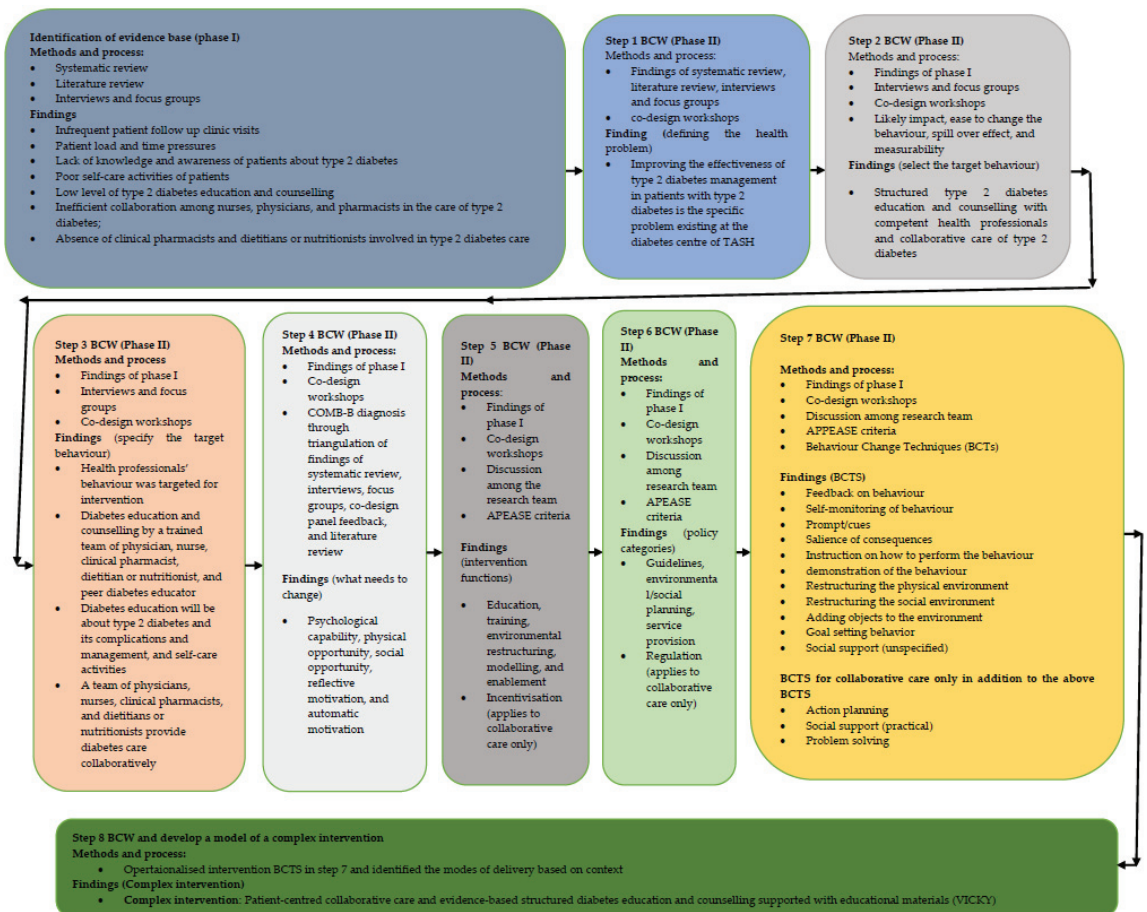 Identification of evidence base (phase I)
Methods and process:
• Systematic review
• Literature review
• Interviews and focus groups
Findings
• Infrequent patient follow up clinic visits
• Patient load and time pressures
• Lack of knowledge and awareness of patients about type 2 diabetes
• Poor self-care activities of patients
• Low level of type 2 diabetes education and counselling
• Inefficient collaboration among nurses, physicians, and pharmacists in the care of type 2
diabetes;
• Absence of clinical pharmacists and dietitians or nutritionists involved in type 2 diabetes care
Step 1 BCW (Phase II)
Methods and process:
• Findings of systematic review,
literature review, interviews
and focus groups
• co-design workshops
Finding (defining the health
problem)
• Improving the effectiveness of
type 2 diabetes management
in patients with type 2
diabetes is the specific
problem existing at the
diabetes centre of TASH
Step 2 BCW (Phase II)
Methods and process:
• Findings of phase I
• Interviews and focus groups
• Co-design workshops
• Likely impact, ease to change the
behaviour, spill over effect, and
measurability
Findings (select the target behaviour)
• Structured type 2 diabetes
education and counselling with
competent health professionals
and collaborative care of type 2
diabetes
Step 3 BCW (Phase II)
Methods and process
• Findings of phase I
• Interviews and focus
groups
• Co-design workshops
Findings (specify the target
behaviour)
• Health professionals'
behaviour was targeted for
intervention
• Diabetes education and
counselling by a trained
team of physician, nurse,
clinical pharmacist,
dietitian or nutritionist, and
peer diabetes educator
• Diabetes education will be
about type 2 diabetes and
its complications and
management, and self-care
activities
• A team of physicians,
nurses, clinical pharmacists,
and dietitians or
nutritionists provide
diabetes care
collaboratively
Step 4 BCW (Phase II)
Methods and process:
• Findings of phase I
• Co-design
workshops
• COMB-B diagnosis
through
triangulation of
findings of
systematic review,
interviews, focus
groups, co-design
panel feedback,
and literature
review
Findings (what needs to
change)
• Psychological
capability, physical
opportunity, social
opportunity,
reflective
motivation, and
automatic
motivation
Step 5 BCW (Phase
II)
Methods and
process:
• Findings of
phase I
• Co-design
workshops
• Discussion
among the
research team
• APEASE criteria
Findings
(intervention
functions)
• Education,
training,
environmental
restructuring,
modelling, and
enablement
• Incentivisation
(applies to
collaborative
care only)
Step 6 BCW (Phase
II)
Methods and
process:
• Findings of
phase I
• Co-design
workshops
• Discussion
among
research team
• APEASE
criteria
Findings (policy
categories)
• Guidelines,
environmenta
l/social
planning,
service
provision
• Regulation
(applies to
collaborative
care only)
Step 7 BCW (Phase II)
Methods and process:
• Findings of phase I
• Co-design workshops
• Discussion among research team
• APPEASE criteria
• Behaviour Change Techniques (BCTs)
Findings (BCTS)
• Feedback on behaviour
• Self-monitoring of behaviour
• Prompt/cues
• Salience of consequences
• Instruction on how to perform the behaviour
• demonstration of the behaviour
• Restructuring the physical environment
• Restructuring the social environment
• Adding objects to the environment
• Goal setting behavior
• Social support (unspecified)
BCTS for collaborative care only in addition to the above
BCTS
• Action planning
• Social support (practical)
• Problem solving
Step 8 BCW and develop a model of a complex intervention
Methods and process:
• Opertaionalised intervention BCTS in step 7 and identified the modes of delivery based on context
Findings (Complex intervention)
• Complex intervention: Patient-centred collaborative care and evidence-based structured diabetes education and counselling supported with educational materials (VICKY)